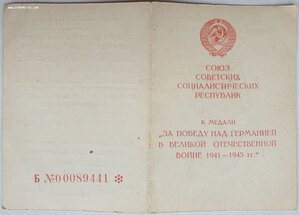 Б №00089441 *
СОЮЗ
СОВЕТСКИХ
СОЦИАЛИСТИЧЕСКИХ
РЕСПУБЛИК
К МЕДАЛИ
"ЗА ПОБЕДУ НАД ГЕРМАНИЕЙ
В ВЕЛИКОЙ ОТЕЧЕСТВЕННОЙ
ВОЙНЕ 1941–1945 гг."